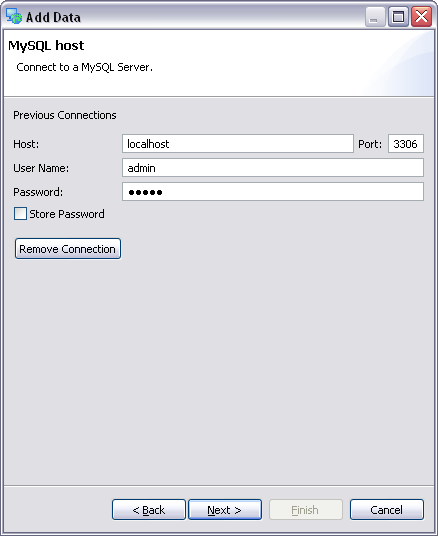 Add Data
MySQL host
Connect to a MySQL Server.
Previous Connections
Host: localhost Port: 3306
User Name: admin
Password: ●●●●●
Store Password
Remove Connection
< Back Next > Finish Cancel